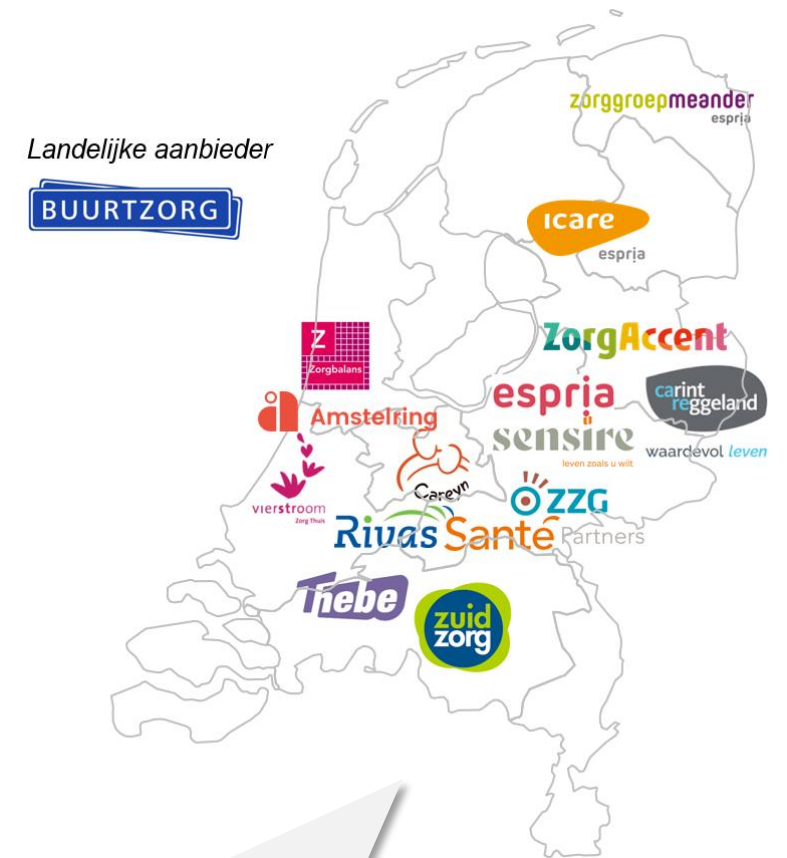 zorggroepmeander
espria
Landelijke aanbieder
BUURTZORG
icare
espria
Z
Zorgbalans
ZorgAccent
espria
carint
reggeland
waardevol leven
a
Amstelring
sensire
leven zoals u wilt
Careyn
vierstroom
Zorg Thuis
ZZG
Rivas
Santé Partners
Thebe
zuid
zorg